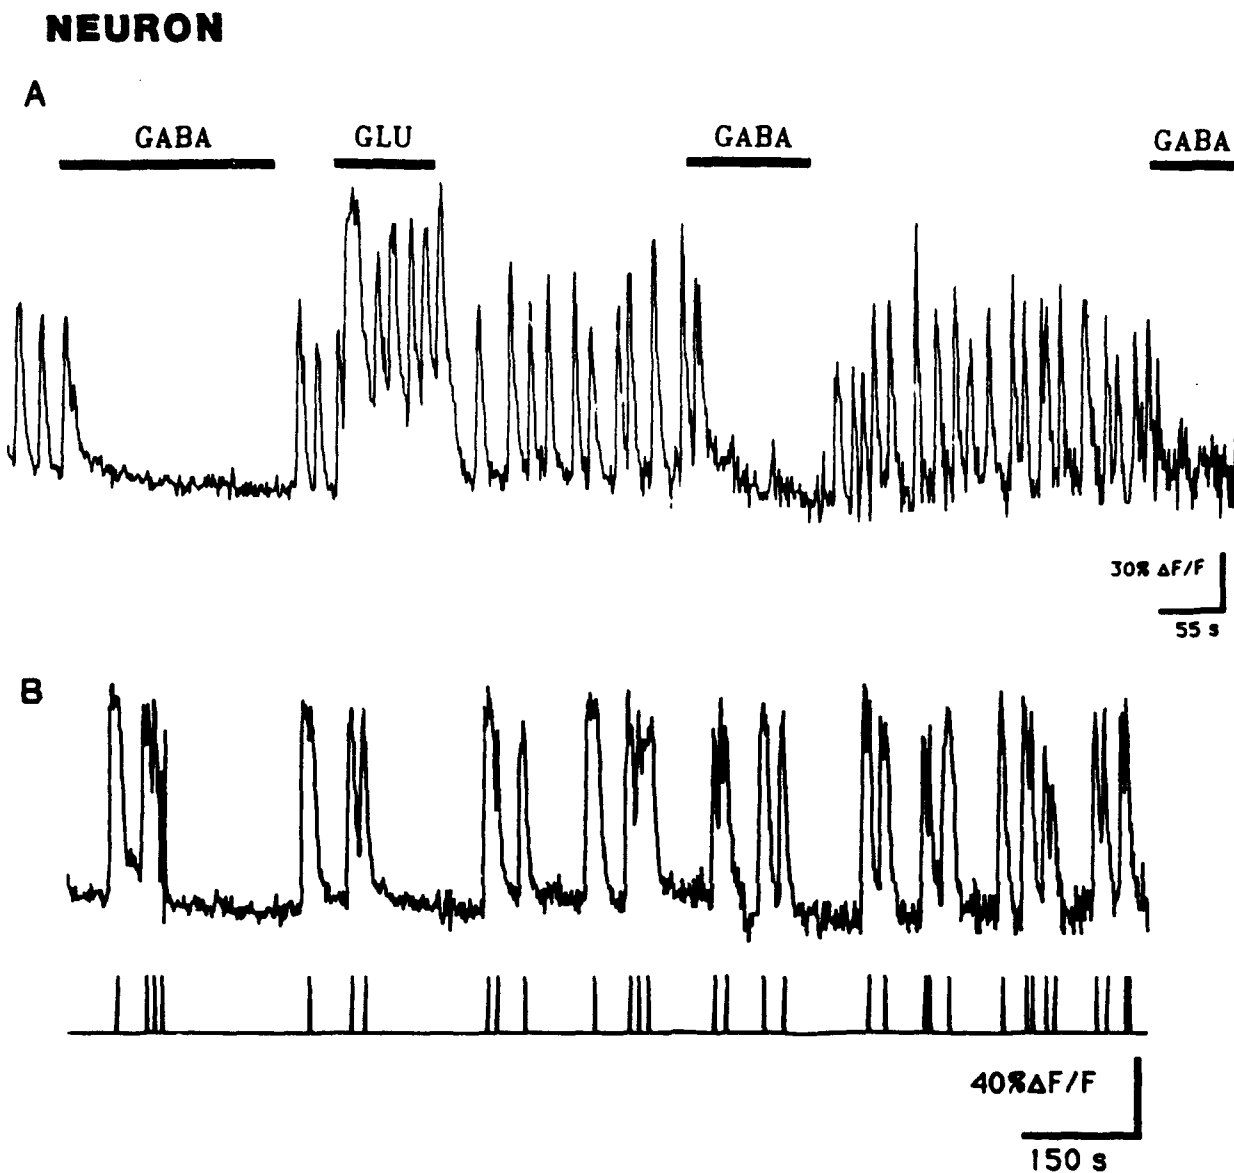 NEURON
A
GABA GLU GABA GABA
30% ΔF/F
55 s
B
40%ΔF/F
150 s